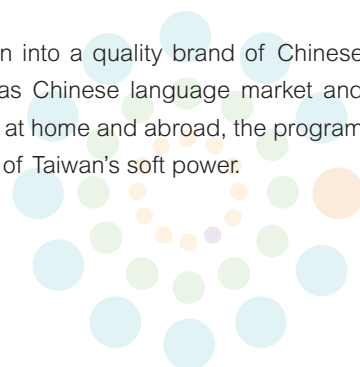 n into a quality brand of Chinese
as Chinese language market and
at home and abroad, the program
of Taiwan’s soft power.